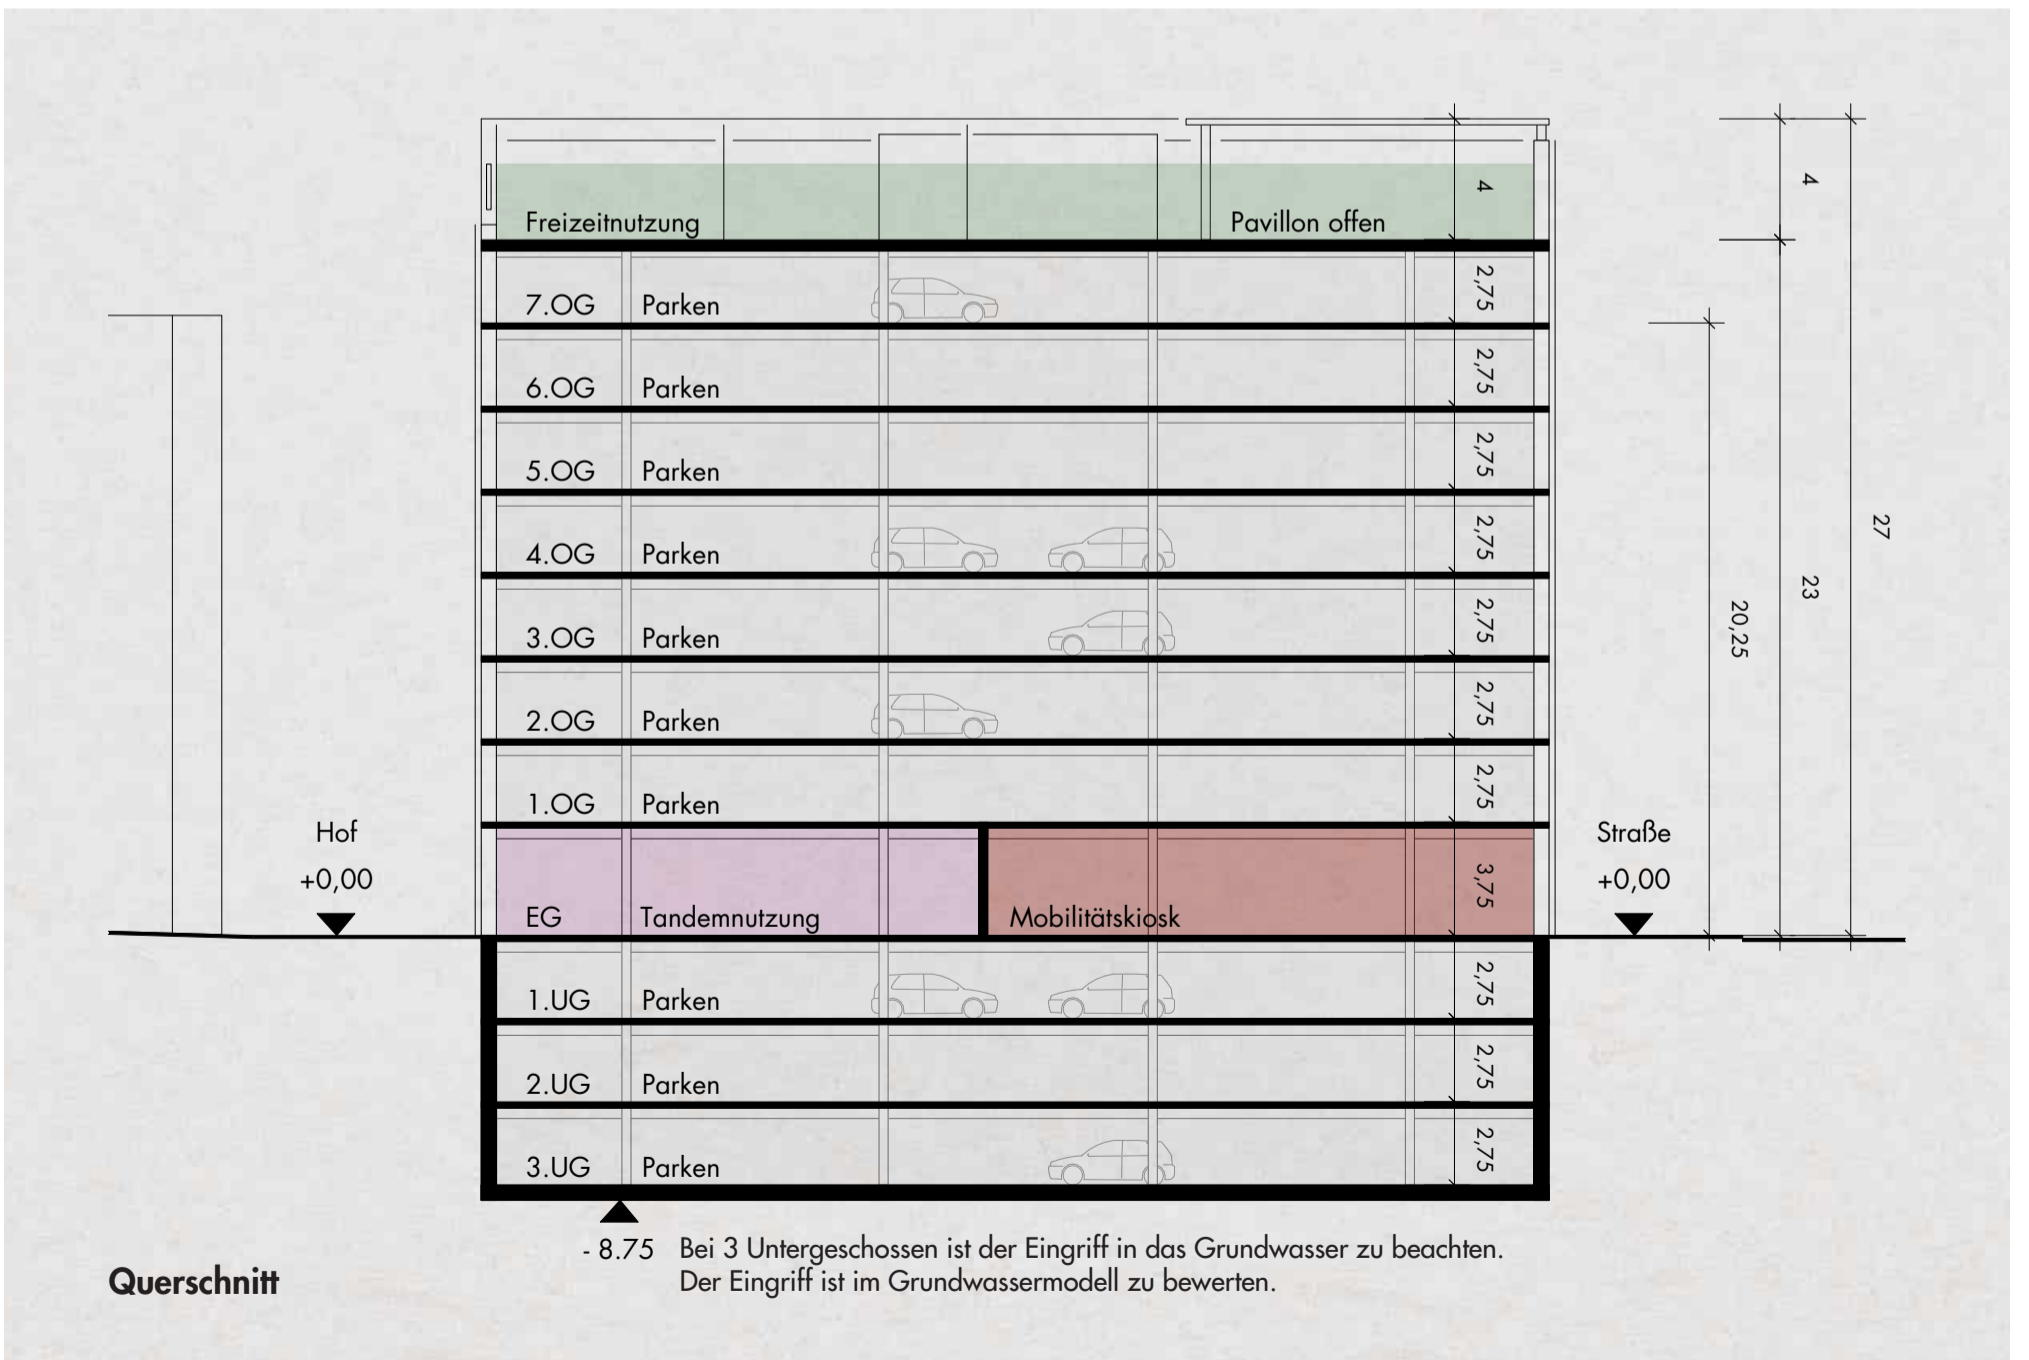 Freizeitnutzung
Pavillon offen
4
4
7.OG Parken 2,75
6.OG Parken 2,75
5.OG Parken 2,75
4.OG Parken 2,75
27
3.OG Parken 2,75
23
20,25
2.OG Parken 2,75
1.OG Parken 2,75
Hof
+0,00
Straße
+0,00
EG Tandemnutzung Mobilitätskiosk 3,75
1.UG Parken 2,75
2.UG Parken 2,75
3.UG Parken 2,75
- 8.75 Bei 3 Untergeschossen ist der Eingriff in das Grundwasser zu beachten.
Der Eingriff ist im Grundwassermodell zu bewerten.
Querschnitt